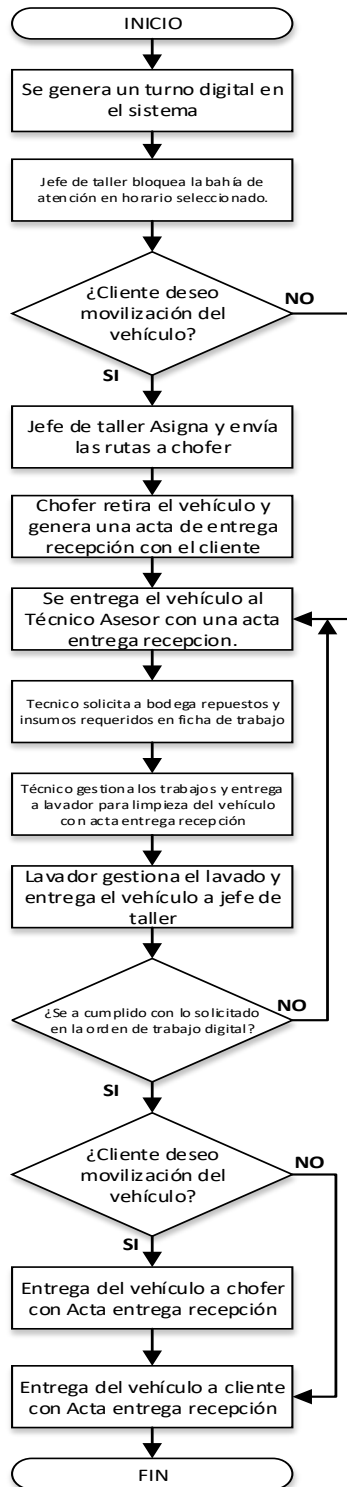 INICIO
Se genera un turno digital en
el sistema
Jefe de taller bloquea la bahía de
atención en horario seleccionado.
¿Cliente deseo
movilización del
vehículo?
NO
SI
Jefe de taller Asigna y envía
las rutas a chofer
Chofer retira el vehículo y
genera una acta de entrega
recepción con el cliente
Se entrega el vehículo al
Técnico Asesor con una acta
entrega recepcion.
Tecnico solicita a bodega repuestos y
insumos requeridos en ficha de trabajo
Técnico gestiona los trabajos y entrega
a lavador para limpieza del vehículo
con acta entrega recepción
Lavador gestiona el lavado y
entrega el vehículo a jefe de
taller
¿Se a cumplido con lo solicitado
en la orden de trabajo digital?
NO
SI
¿Cliente deseo
movilización del
vehículo?
NO
SI
Entrega del vehículo a chofer
con Acta entrega recepción
Entrega del vehículo a cliente
con Acta entrega recepción
FIN